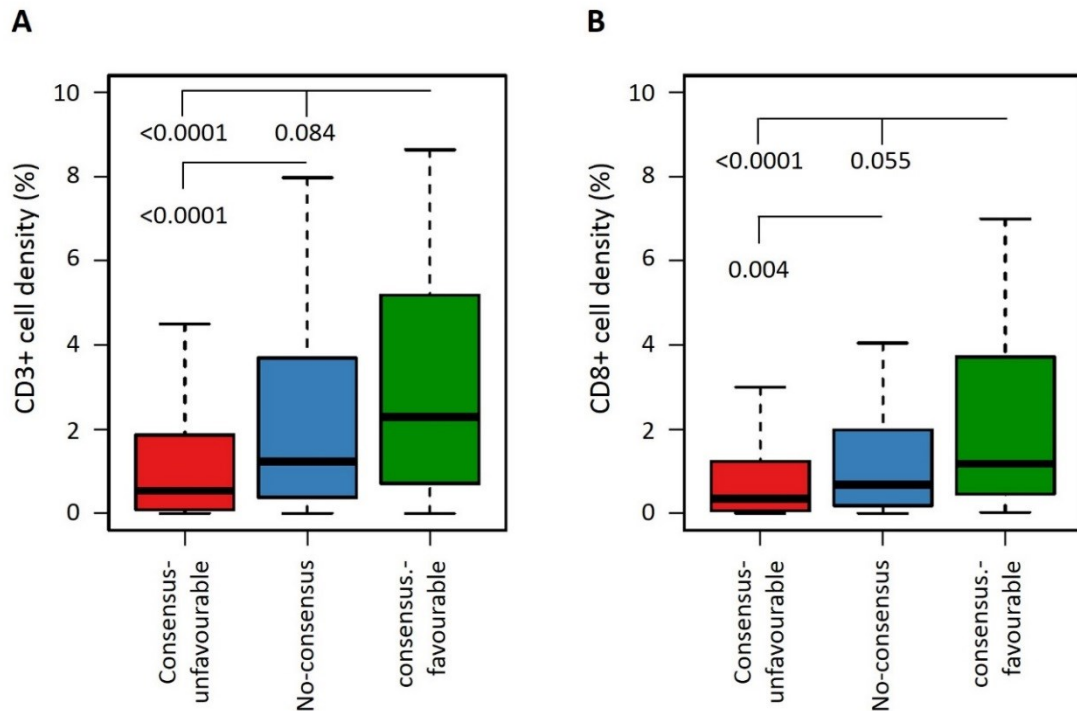 A
CD3+ cell density (%)
10
8
6
4
2
0
<0.0001
0.084
<0.0001
Consensus-
unfavourable
No-consensus
consensus.-
favourable
B
CD8+ cell density (%)
10
8
6
4
2
0
<0.0001
0.055
0.004
Consensus-
unfavourable
No-consensus
consensus.-
favourable